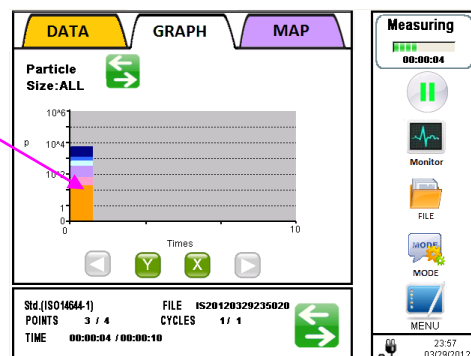 DATA
GRAPH
MAP
Particle
Size:ALL
10^6
10^4
10^2
1
0
p
0
10
Times
Y
X
Std.(ISO14644-1)
FILE IS20120329235020
POINTS 3 / 4
CYCLES 1/ 1
TIME 00:00:04 /00:00:10
Measuring
00:00:04
Monitor
FILE
MODE
MODE
MENU
23:57
03/29/2012